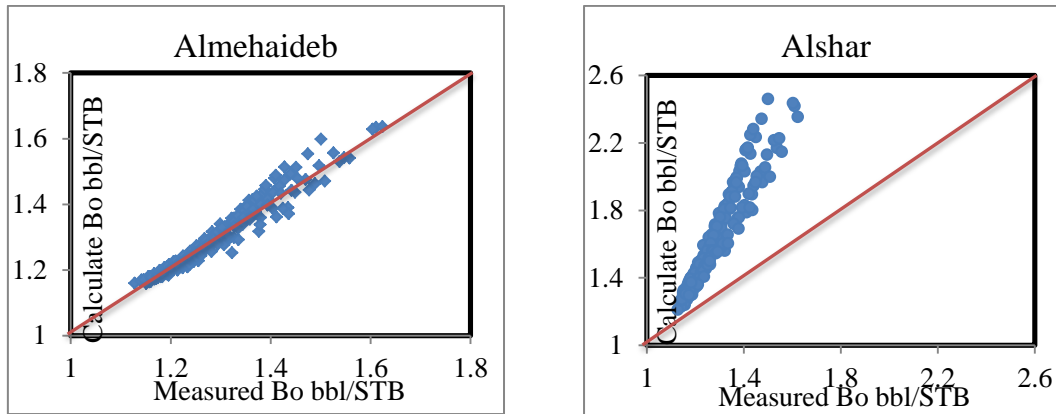 Almehaideb
1.8
1.6
1.4
1.2
1
Calculate Bo bbl/STB
1 1.2 1.4 1.6 1.8
Measured Bo bbl/STB
Alshar
2.6
2.2
1.8
1.4
1
Calculate Bo bbl/STB
1 1.4 1.8 2.2 2.6
Measured Bo bbl/STB